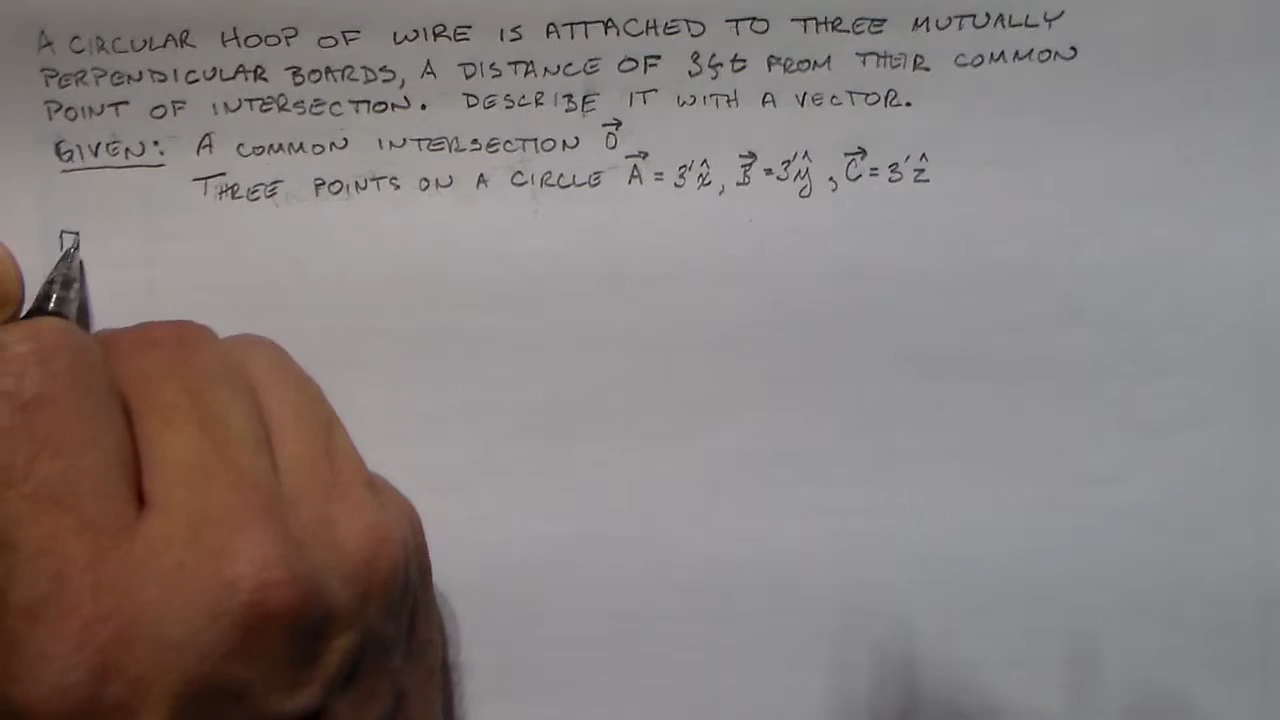 A CIRCULAR HOOP OF WIRE IS ATTACHED TO THREE MUTUALLY
PERPENDICULAR BOARDS, A DISTANCE OF 3ft FROM THEIR COMMON
POINT OF INTERSECTION. DESCRIBE IT WITH A VECTOR.
GIVEN: A COMMON INTERSECTION 0⃗
THREE POINTS ON A CIRCLE A⃗ = 3'x̂, B⃗ = 3'ŷ, C⃗ = 3'ẑ